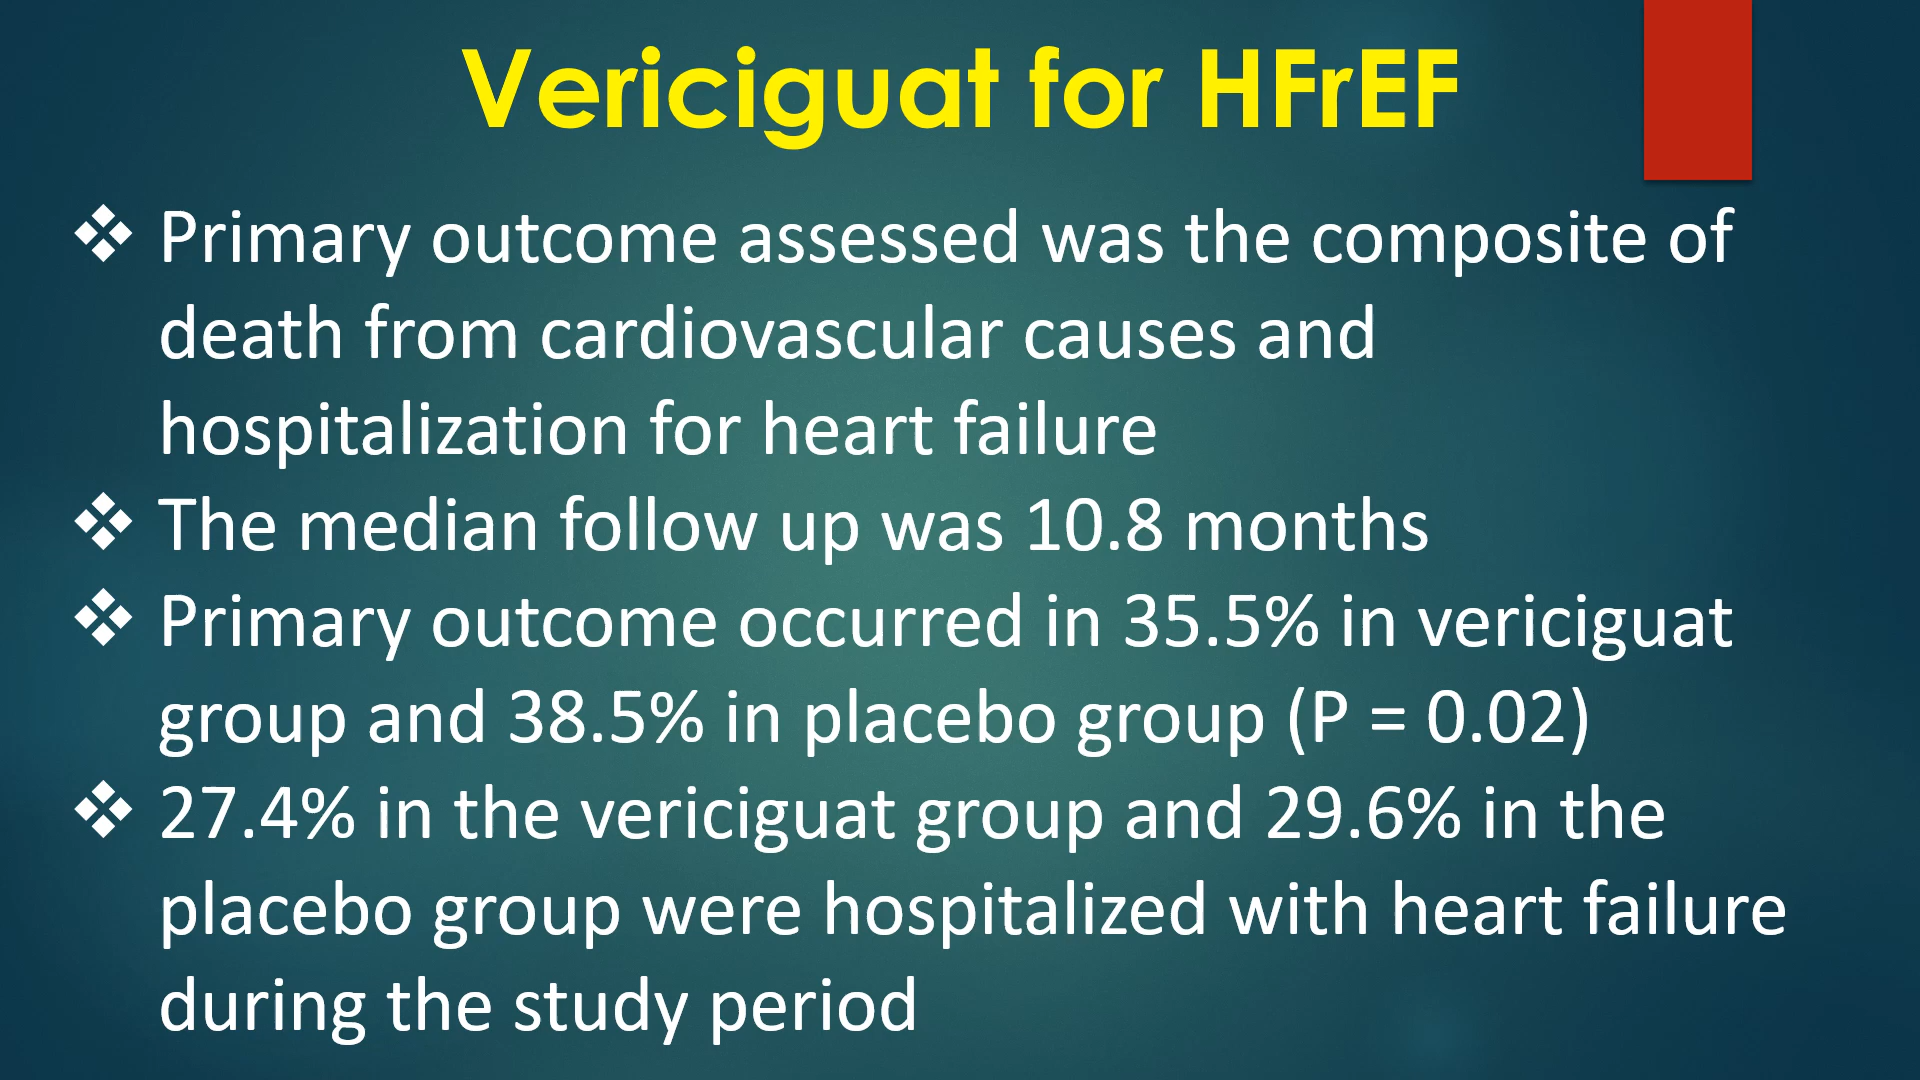 Vericiguat for HFrEF
❖ Primary outcome assessed was the composite of
death from cardiovascular causes and
hospitalization for heart failure
❖ The median follow up was 10.8 months
❖ Primary outcome occurred in 35.5% in vericiguat
group and 38.5% in placebo group (P = 0.02)
❖ 27.4% in the vericiguat group and 29.6% in the
placebo group were hospitalized with heart failure
during the study period